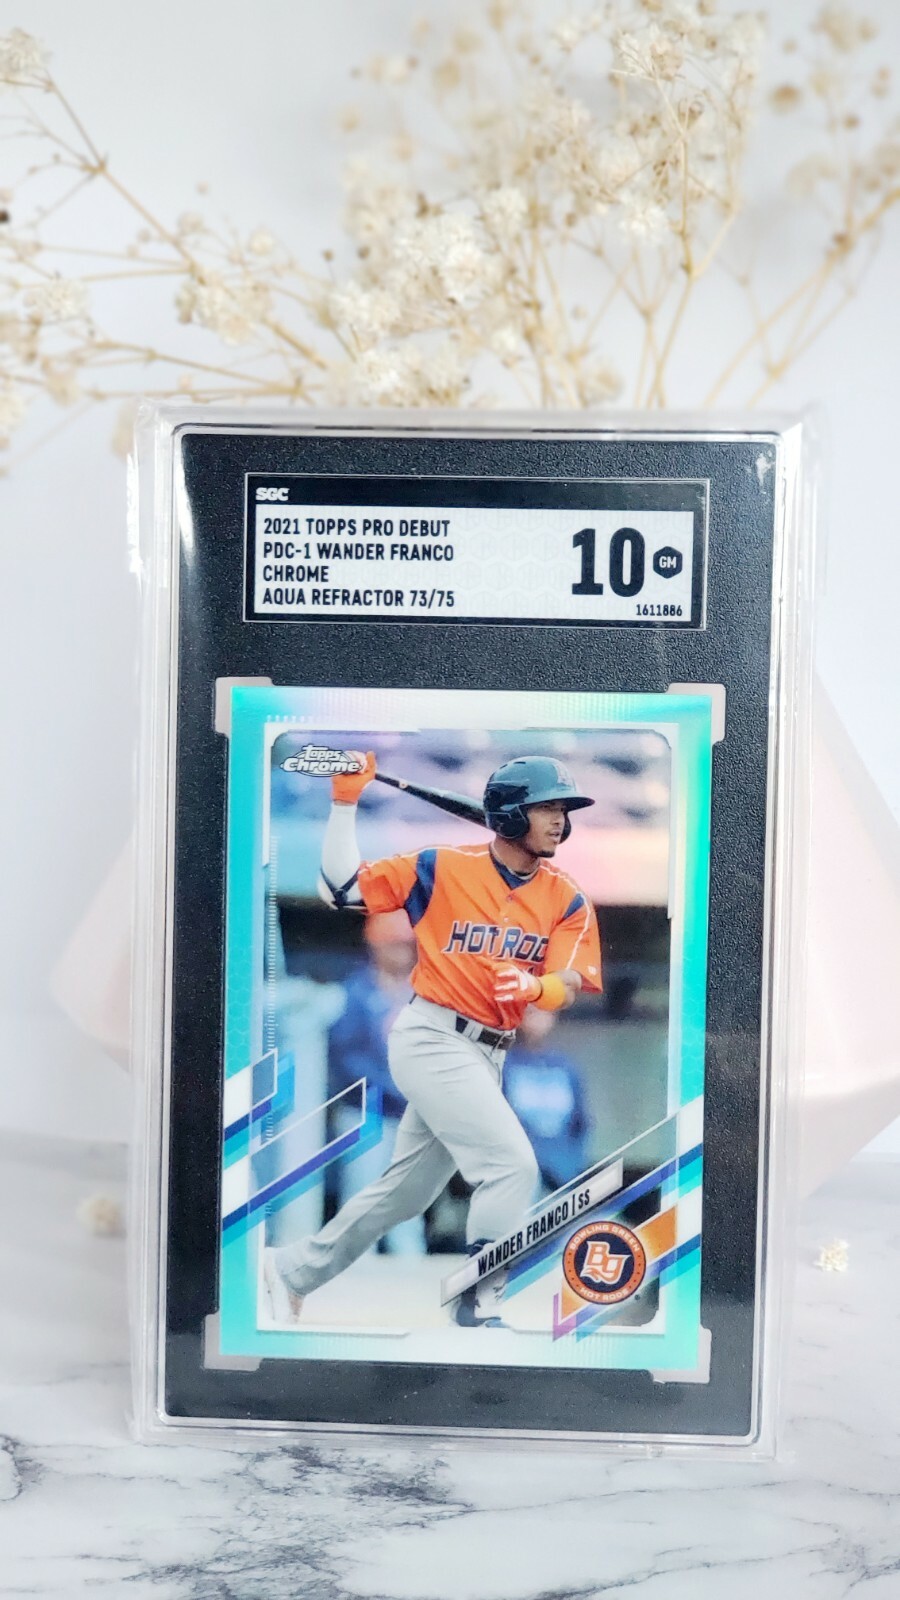 SGC
2021 TOPPS PRO DEBUT
PDC-1 WANDER FRANCO
CHROME
AQUA REFRACTOR 73/75
10 GM
1611886
Topps
Chrome
HOT ROD
WANDER FRANCO | SS
BOWLING GREEN
BG
HOT RODS